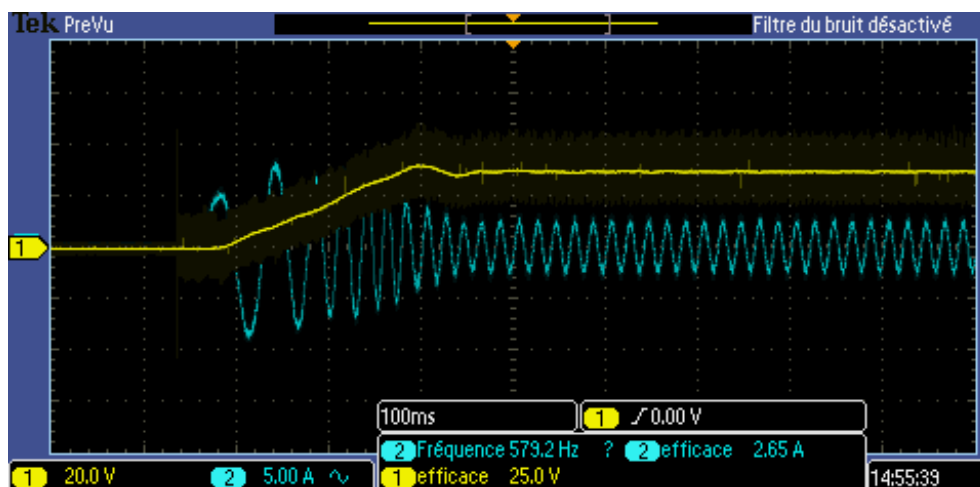 Tek PreVu Filtre du bruit désactivé
1
100ms 1 ƒ 0.00 V
2 Fréquence 579.2 Hz ? 2 efficace 2.65 A
1 20.0 V 2 5.00 A ∿ 1 efficace 25.0 V 14:55:39